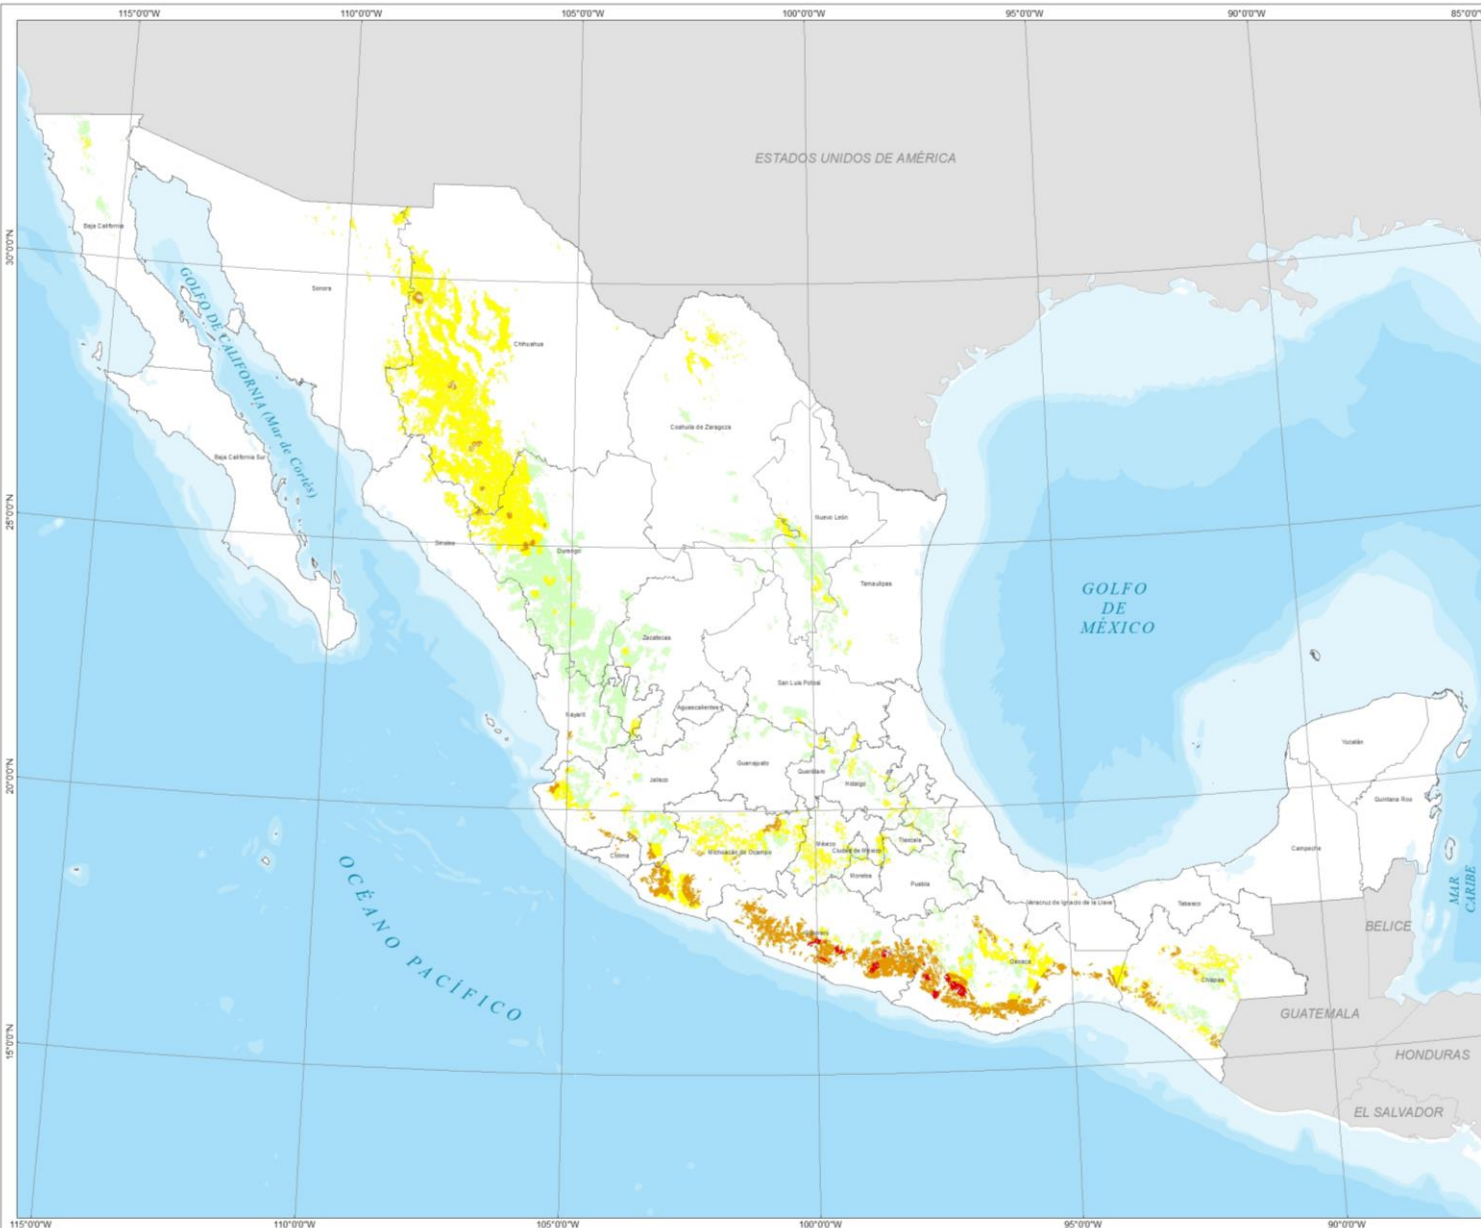 115°0'0"W 110°0'0"W 105°0'0"W 100°0'0"W 95°0'0"W 90°0'0"W 85°0'0"
ESTADOS UNIDOS DE AMÉRICA
Baja California
30°0'0"N
Sonora
GOLFO DE CALIFORNIA (Mar de Cortés)
Chihuahua
Coahuila de Zaragoza
Baja California Sur
25°0'0"N
Nuevo León
Sinaloa
Durango
Tamaulipas
GOLFO
DE
MÉXICO
Zacatecas
San Luis Potosí
Aguascalientes
Nayarit
Yucatán
20°0'0"N
Jalisco
Guanajuato
Querétaro
Hidalgo
Quintana Roo
México
Ciudad de México
Tlaxcala
Michoacán de Ocampo
Colima
Campeche
Morelos
Puebla
MAR
CARIBE
Veracruz de Ignacio de la Llave
Tabasco
BELICE
OCÉANO PACÍFICO
Oaxaca
Chiapas
GUATEMALA
15°0'0"N
HONDURAS
EL SALVADOR
115°0'0"W 110°0'0"W 105°0'0"W 100°0'0"W 95°0'0"W 90°0'0"W